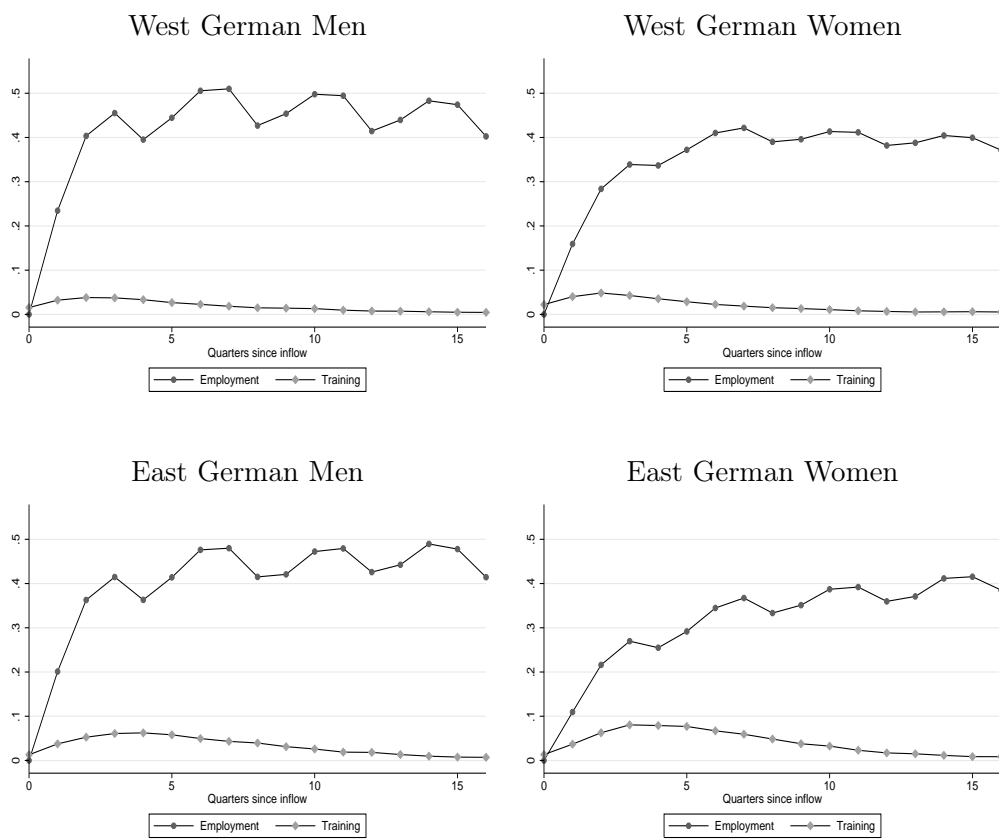 West German Men
.5
.4
.3
.2
.1
0
0 5 10 15
Quarters since inflow
Employment Training
West German Women
.5
.4
.3
.2
.1
0
0 5 10 15
Quarters since inflow
Employment Training
East German Men
.5
.4
.3
.2
.1
0
0 5 10 15
Quarters since inflow
Employment Training
East German Women
.5
.4
.3
.2
.1
0
0 5 10 15
Quarters since inflow
Employment Training